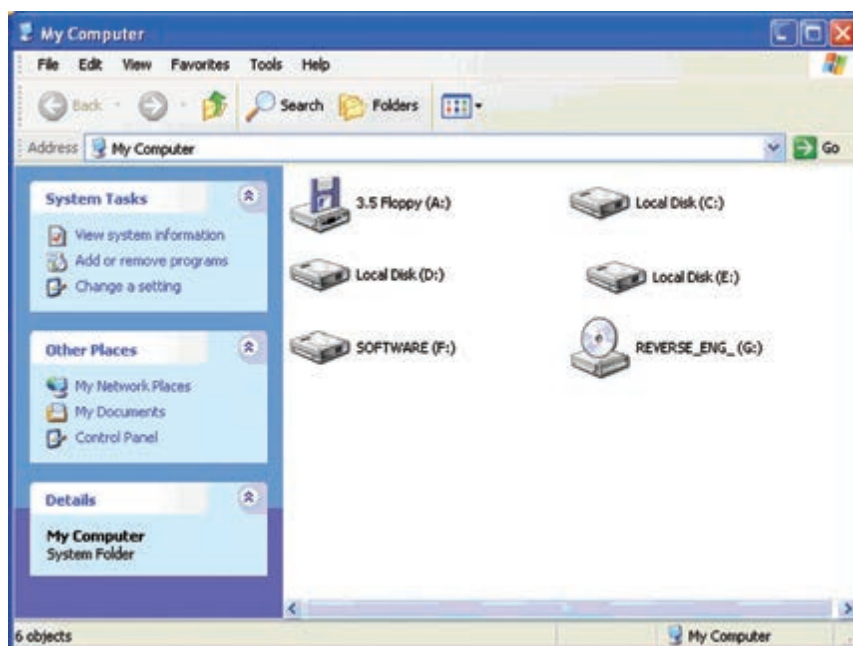 My Computer
File Edit View Favorites Tools Help
Back Search Folders
Address My Computer Go
System Tasks
View system information
Add or remove programs
Change a setting
Other Places
My Network Places
My Documents
Control Panel
Details
My Computer
System Folder
3.5 Floppy (A:) Local Disk (C:)
Local Disk (D:) Local Disk (E:)
SOFTWARE (F:) REVERSE_ENG_ (G:)
6 objects My Computer